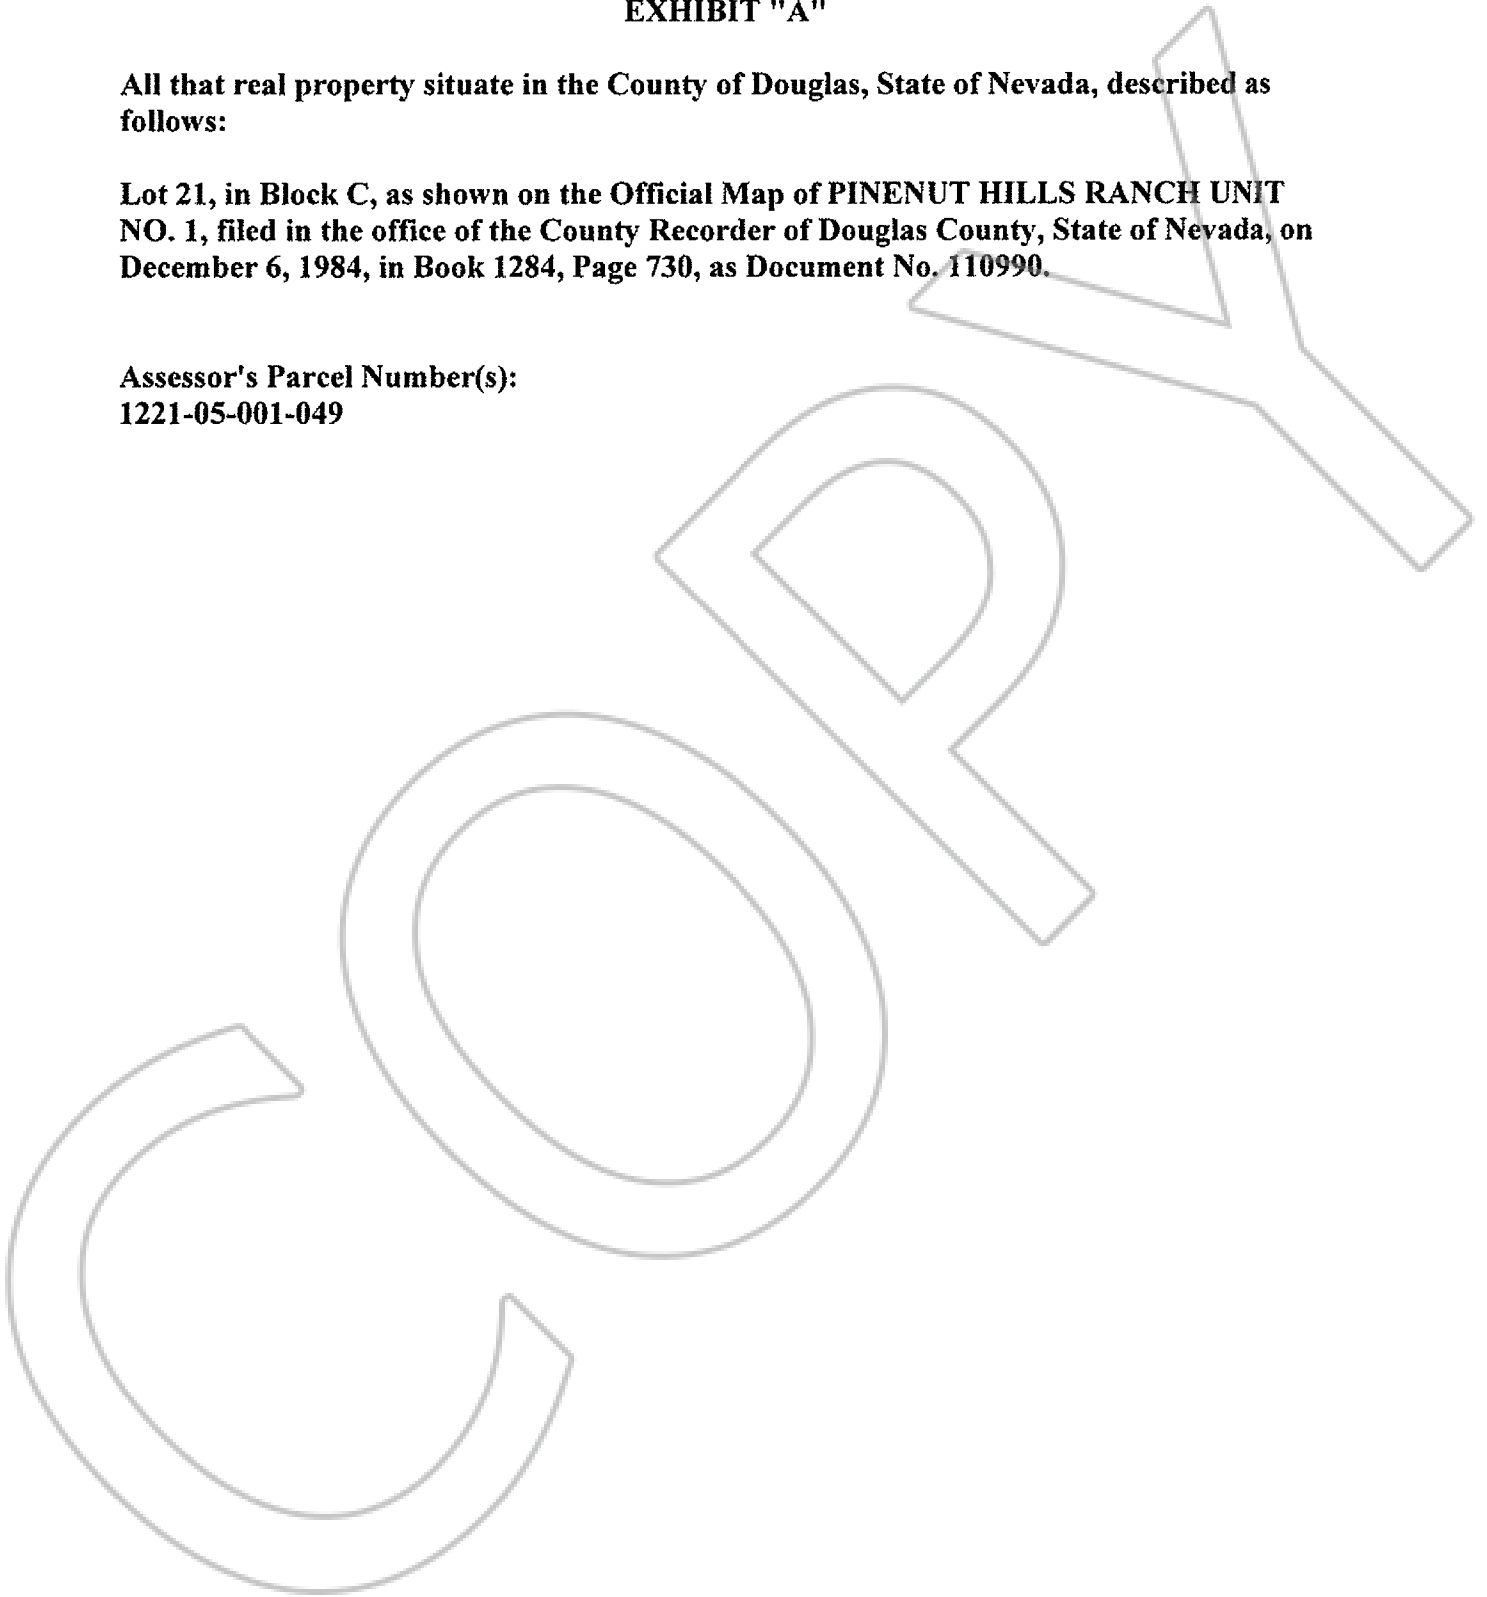 EXHIBIT "A"
All that real property situate in the County of Douglas, State of Nevada, described as
follows:
Lot 21, in Block C, as shown on the Official Map of PINENUT HILLS RANCH UNIT
NO. 1, filed in the office of the County Recorder of Douglas County, State of Nevada, on
December 6, 1984, in Book 1284, Page 730, as Document No. 110990.
Assessor's Parcel Number(s):
1221-05-001-049
COPY